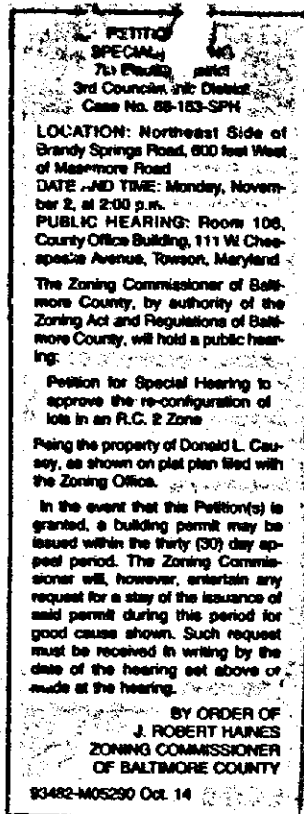 PETITION
SPECIAL
7th Election District
3rd Councilmanic District
Case No. 88-153-SPH
LOCATION: Northeast Side of
Brandy Springs Road, 600 feet West
of Masemore Road
DATE AND TIME: Monday, Novem-
ber 2, at 2:00 p.m.
PUBLIC HEARING: Room 106,
County Office Building, 111 W. Che-
apeake Avenue, Towson, Maryland
The Zoning Commissioner of Balti-
more County, by authority of the
Zoning Act and Regulations of Balti-
more County, will hold a public hear-
ing:
Petition for Special Hearing to
approve the re-configuration of
lots in an R.C. 2 Zone
Being the property of Donald L. Cau-
sey, as shown on plat plan filed with
the Zoning Office.
In the event that this Petition(s) is
granted, a building permit may be
issued within the thirty (30) day ap-
peal period. The Zoning Commis-
sioner will, however, entertain any
request for a stay of the issuance of
said permit during this period for
good cause shown. Such request
must be received in writing by the
date of the hearing set above or
made at the hearing.
BY ORDER OF
J. ROBERT HAINES
ZONING COMMISSIONER
OF BALTIMORE COUNTY
93482-M05290 Oct. 14